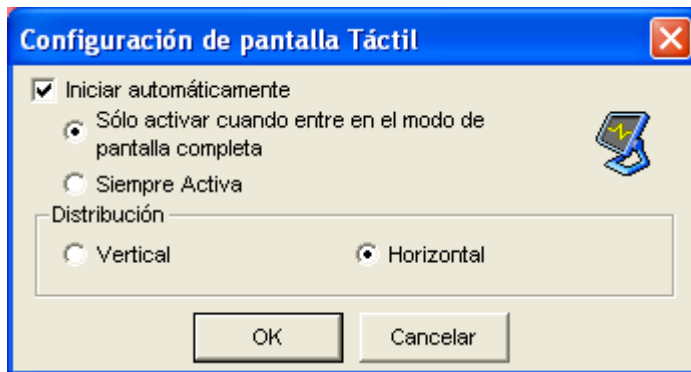 Configuración de pantalla Táctil
Iniciar automáticamente
Sólo activar cuando entre en el modo de
pantalla completa
Siempre Activa
Distribución
Vertical
Horizontal
OK
Cancelar